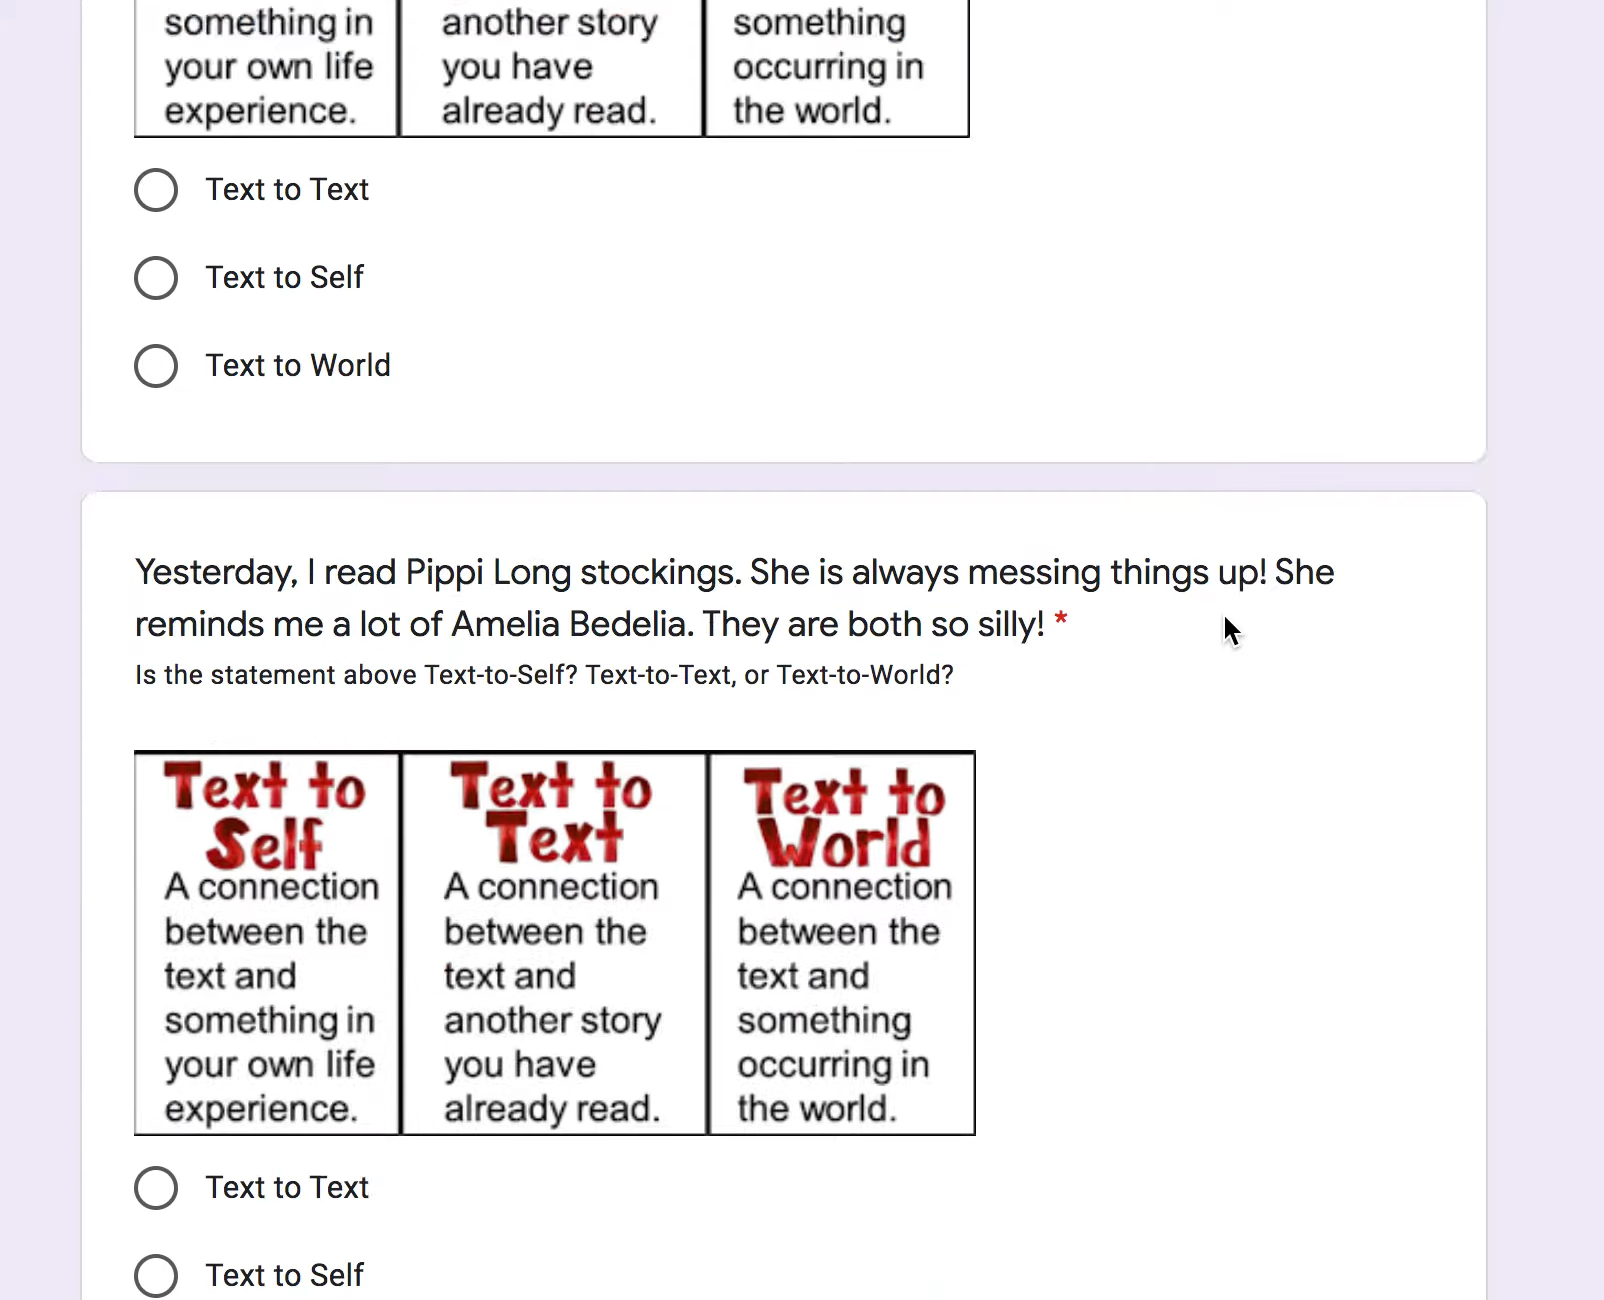 something in
your own life
experience.
another story
you have
already read.
something
occurring in
the world.
Text to Text
Text to Self
Text to World
Yesterday, I read Pippi Long stockings. She is always messing things up! She
reminds me a lot of Amelia Bedelia. They are both so silly! *
Is the statement above Text-to-Self? Text-to-Text, or Text-to-World?
Text to
Self
A connection
between the
text and
something in
your own life
experience.
Text to
Text
A connection
between the
text and
another story
you have
already read.
Text to
World
A connection
between the
text and
something
occurring in
the world.
Text to Text
Text to Self